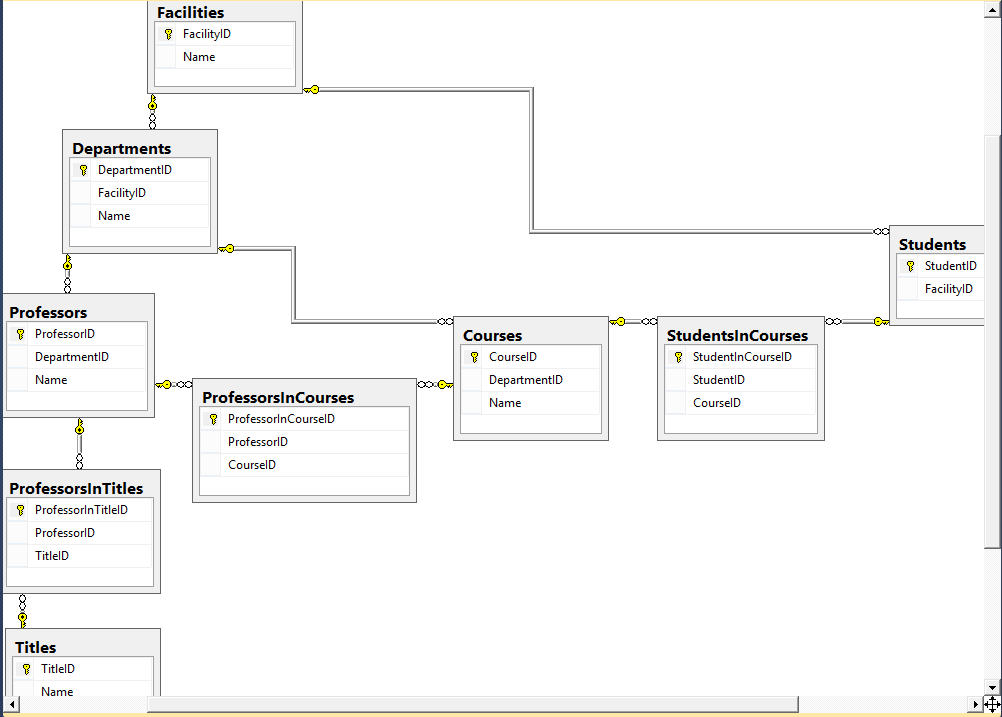 Facilities
FacilityID
Name
Departments
DepartmentID
FacilityID
Name
Students
StudentID
FacilityID
Professors
ProfessorID
DepartmentID
Name
Courses
CourseID
DepartmentID
Name
StudentsInCourses
StudentInCourseID
StudentID
CourseID
ProfessorsInCourses
ProfessorInCourseID
ProfessorID
CourseID
ProfessorsInTitles
ProfessorInTitleID
ProfessorID
TitleID
Titles
TitleID
Name